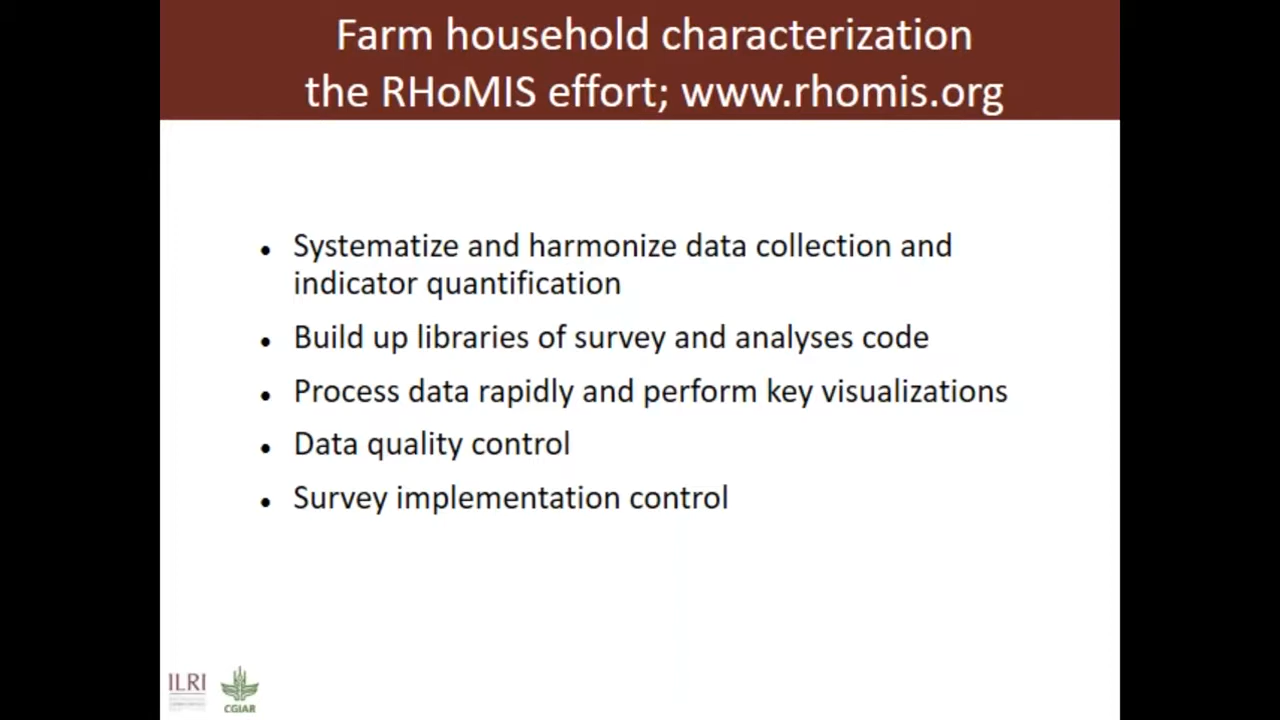 Farm household characterization
the RHoMIS effort; www.rhomis.org
• Systematize and harmonize data collection and
indicator quantification
• Build up libraries of survey and analyses code
• Process data rapidly and perform key visualizations
• Data quality control
• Survey implementation control
ILRI
CGIAR